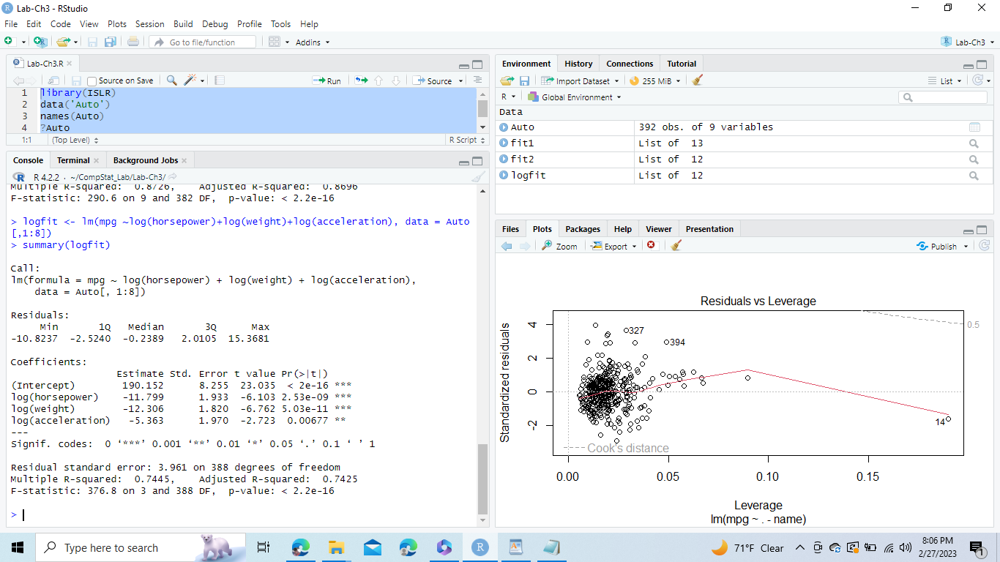 Lab-Ch3 - RStudio
File Edit Code View Plots Session Build Debug Profile Tools Help
Go to file/function Addins Lab-Ch3
Lab-Ch3.R
Source on Save Run Source
1 library(ISLR)
2 data('Auto')
3 names(Auto)
4 ?Auto
1:1 (Top Level) R Script
Console Terminal Background Jobs
R 4.2.2 · ~/CompStat_Lab/Lab-Ch3/
Multiple R-squared: 0.8726, Adjusted R-squared: 0.8696
F-statistic: 290.6 on 9 and 382 DF, p-value: < 2.2e-16
> logfit <- lm(mpg ~log(horsepower)+log(weight)+log(acceleration), data = Auto
[,1:8])
> summary(logfit)
Call:
lm(formula = mpg ~ log(horsepower) + log(weight) + log(acceleration),
data = Auto[, 1:8])
Residuals:
Min 1Q Median 3Q Max
-10.8237 -2.5240 -0.2389 2.0105 15.3681
Coefficients:
Estimate Std. Error t value Pr(>|t|)
(Intercept) 190.152 8.255 23.035 < 2e-16 ***
log(horsepower) -11.799 1.933 -6.103 2.53e-09 ***
log(weight) -12.306 1.820 -6.762 5.03e-11 ***
log(acceleration) -5.363 1.970 -2.723 0.00677 **
---
Signif. codes: 0 ‘***’ 0.001 ‘**’ 0.01 ‘*’ 0.05 ‘.’ 0.1 ‘ ’ 1
Residual standard error: 3.961 on 388 degrees of freedom
Multiple R-squared: 0.7445, Adjusted R-squared: 0.7425
F-statistic: 376.8 on 3 and 388 DF, p-value: < 2.2e-16
>
Environment History Connections Tutorial
Import Dataset 255 MiB List
R Global Environment
Data
Auto 392 obs. of 9 variables
fit1 List of 13
fit2 List of 12
logfit List of 12
Files Plots Packages Help Viewer Presentation
Zoom Export Publish
Residuals vs Leverage
Standardized residuals
4
2
0
-2
327
394
14
0.5
Cook's distance
0.00 0.05 0.10 0.15
Leverage
lm(mpg ~ . - name)
Type here to search
71°F Clear
8:06 PM
2/27/2023
1